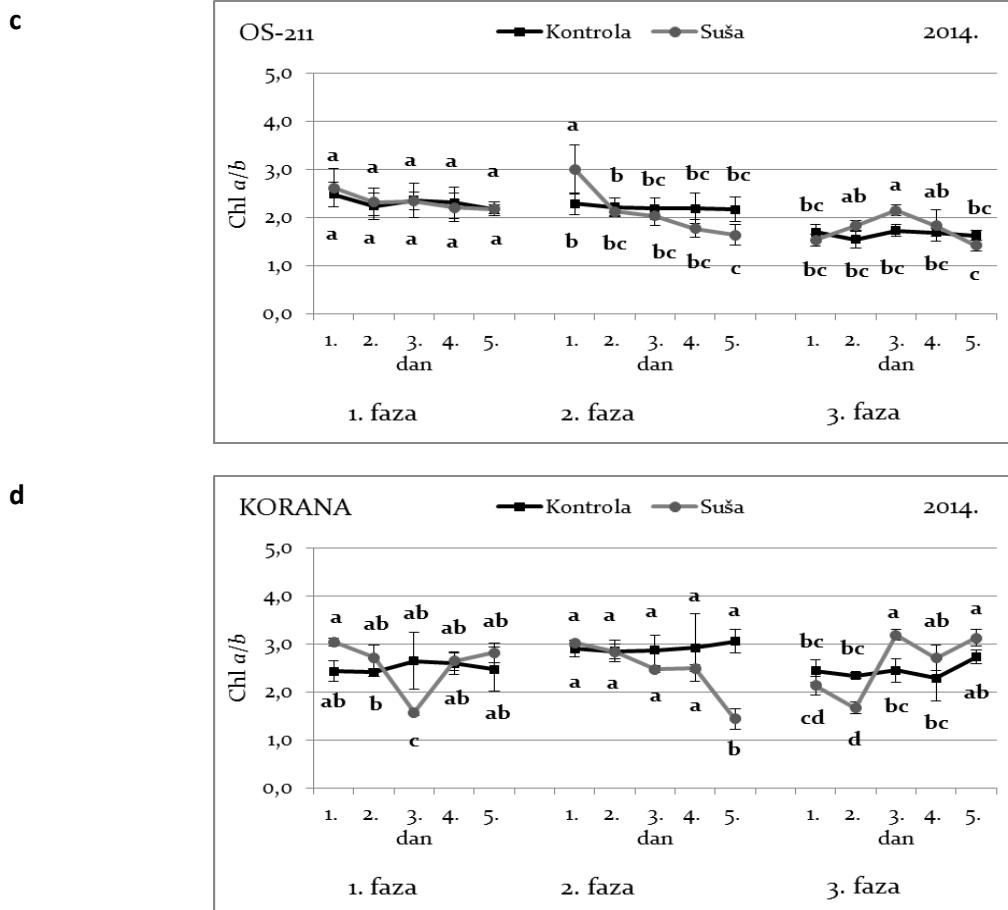 c
OS-211 Kontrola Suša 2014.
Chl a/b
5,0
4,0
3,0
2,0
1,0
0,0
a a a a a a b bc bc bc bc ab a ab bc
a a a a a b bc bc bc c bc bc bc bc c
1. 2. 3. 4. 5. 1. 2. 3. 4. 5. 1. 2. 3. 4. 5.
dan dan dan
1. faza 2. faza 3. faza
d
KORANA Kontrola Suša 2014.
Chl a/b
5,0
4,0
3,0
2,0
1,0
0,0
a ab ab ab ab a a a a a bc bc a ab a
ab b c ab ab a a a a b cd d bc bc ab
1. 2. 3. 4. 5. 1. 2. 3. 4. 5. 1. 2. 3. 4. 5.
dan dan dan
1. faza 2. faza 3. faza